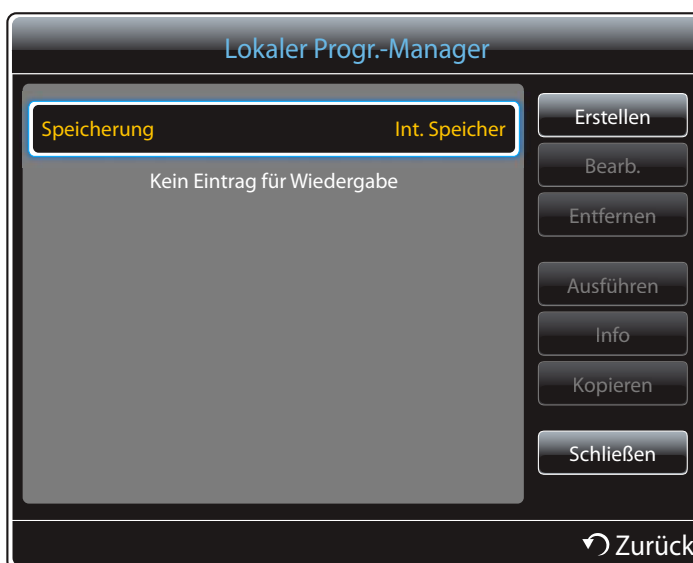 Lokaler Progr.-Manager
Speicherung Int. Speicher
Kein Eintrag für Wiedergabe
Erstellen
Bearb.
Entfernen
Ausführen
Info
Kopieren
Schließen
Zurück